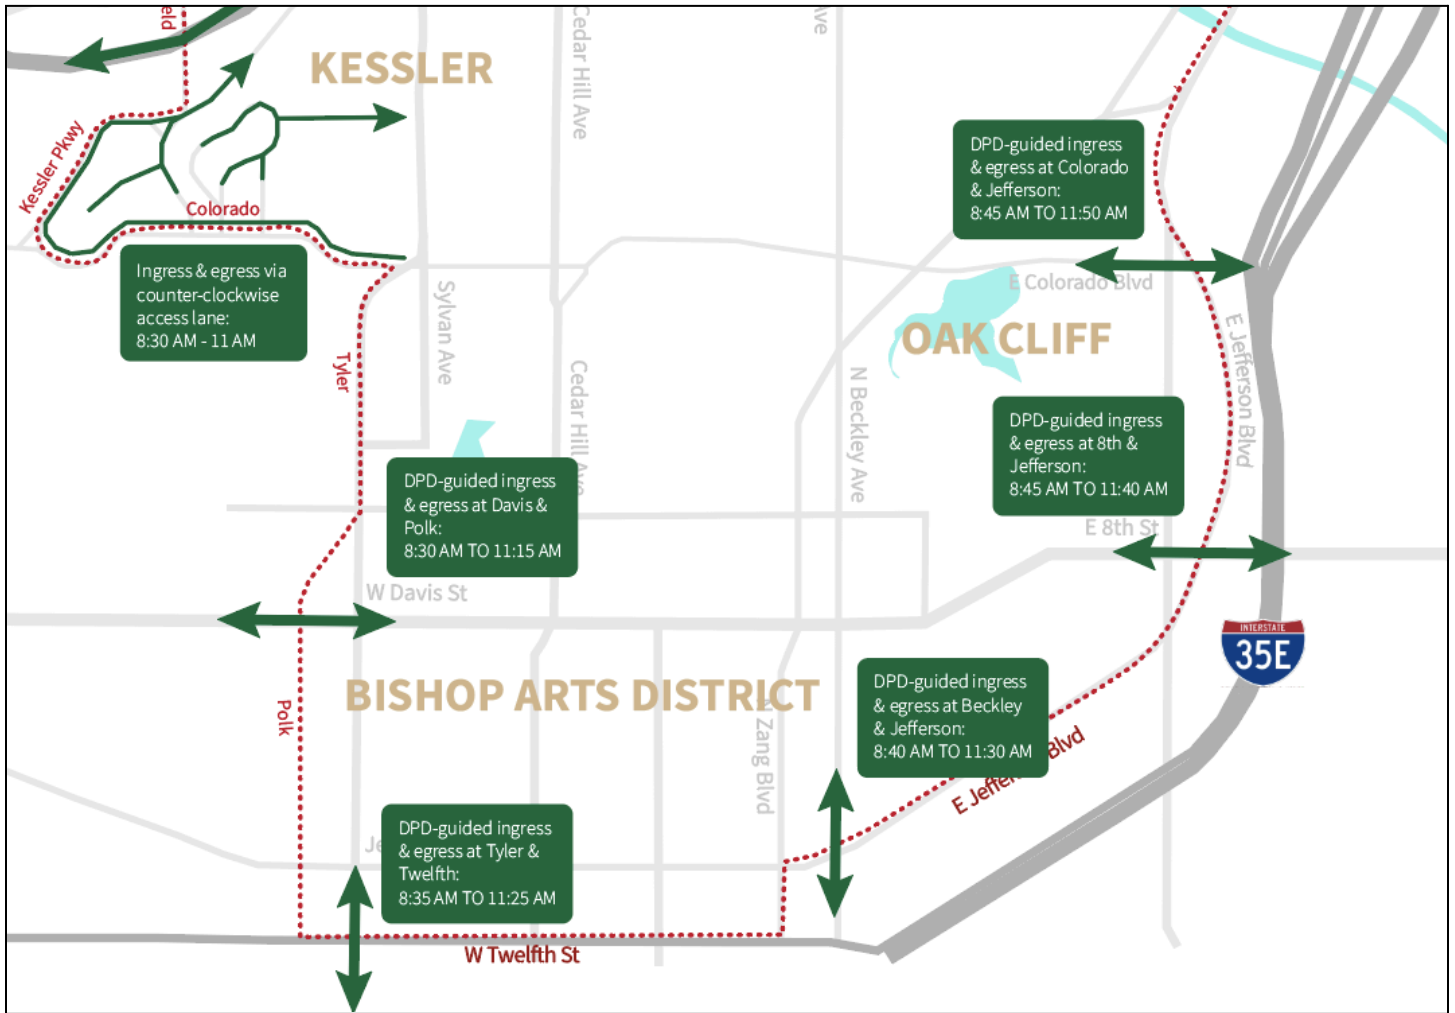 eld
Cedar Hill Ave
Ave
KESSLER
Kessler Pkwy
Colorado
DPD-guided ingress
& egress at Colorado
& Jefferson:
8:45 AM TO 11:50 AM
Ingress & egress via
counter-clockwise
access lane:
8:30 AM - 11 AM
Sylvan Ave
E Colorado Blvd
OAK CLIFF
E Jefferson Blvd
Tyler
Cedar Hill Ave
N Beckley Ave
DPD-guided ingress
& egress at 8th &
Jefferson:
8:45 AM TO 11:40 AM
DPD-guided ingress
& egress at Davis &
Polk:
8:30 AM TO 11:15 AM
E 8th St
W Davis St
INTERSTATE
35E
BISHOP ARTS DISTRICT
Polk
N Zang Blvd
DPD-guided ingress
& egress at Beckley
& Jefferson:
8:40 AM TO 11:30 AM
E Jefferson Blvd
DPD-guided ingress
& egress at Tyler &
Twelfth:
8:35 AM TO 11:25 AM
Je
W Twelfth St